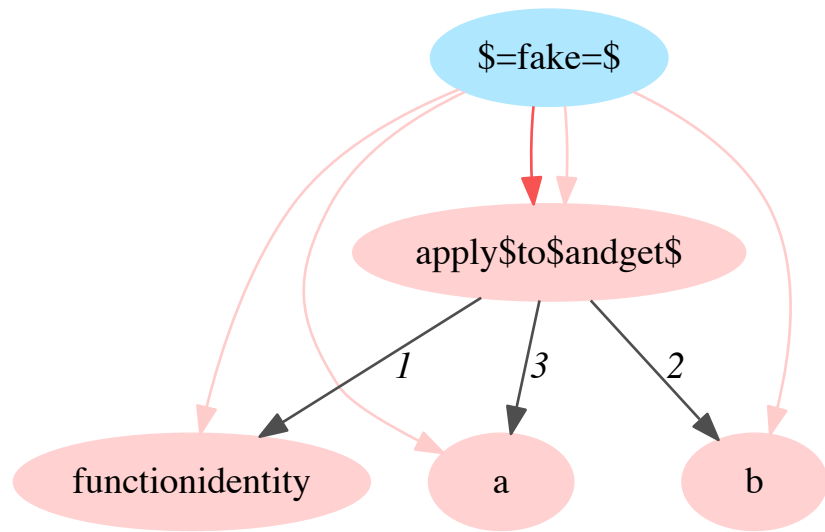 $=fake=$
apply$to$andget$
1
3
2
functionidentity
a
b